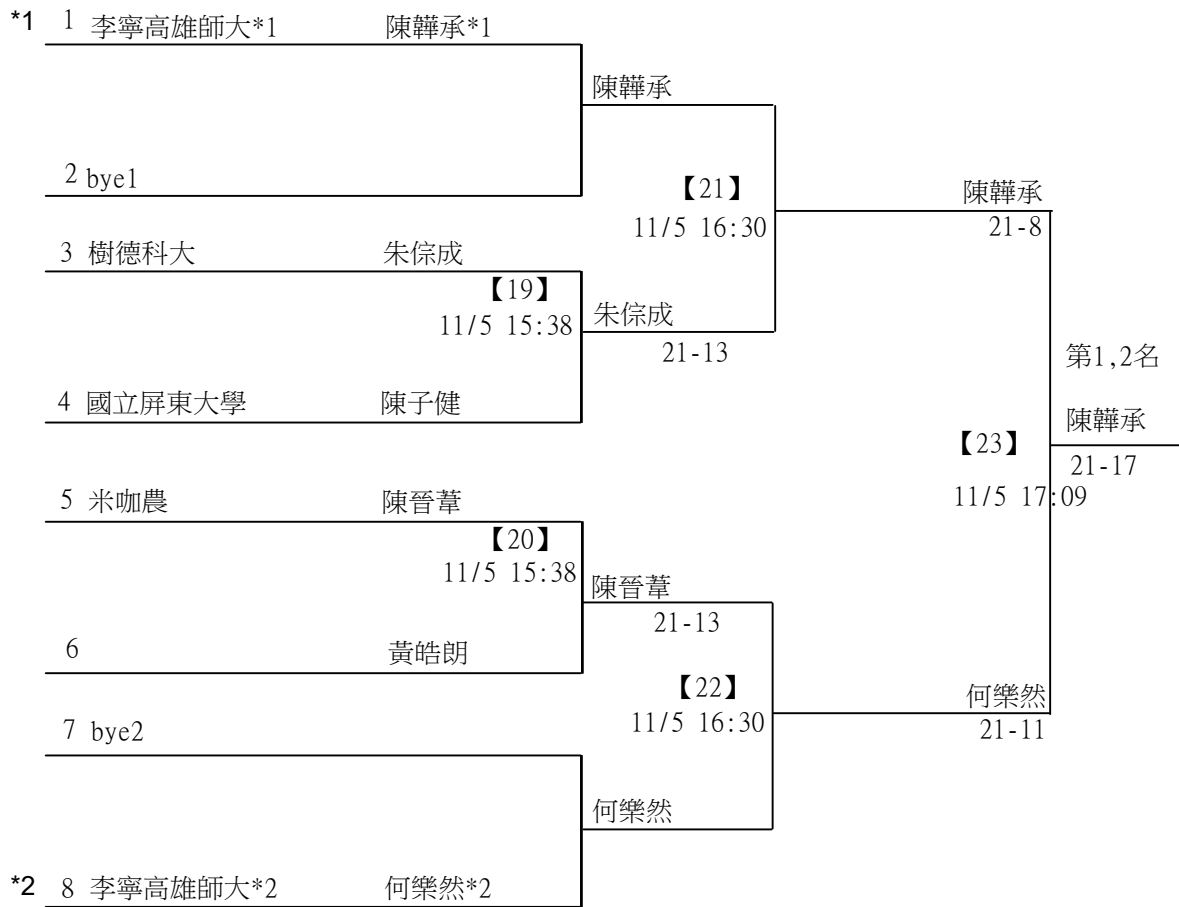 *1 1 李寧高雄師大*1 陳韡承*1
陳韡承
2 bye1
【21】
11/5 16:30
陳韡承
21-8
3 樹德科大 朱倧成
【19】
11/5 15:38
朱倧成
21-13
第1,2名
4 國立屏東大學 陳子健
陳韡承
【23】
21-17
11/5 17:09
5 米咖農 陳晉葦
【20】
11/5 15:38
陳晉葦
21-13
6 黃皓朗
【22】
11/5 16:30
何樂然
21-11
7 bye2
何樂然
*2 8 李寧高雄師大*2 何樂然*2